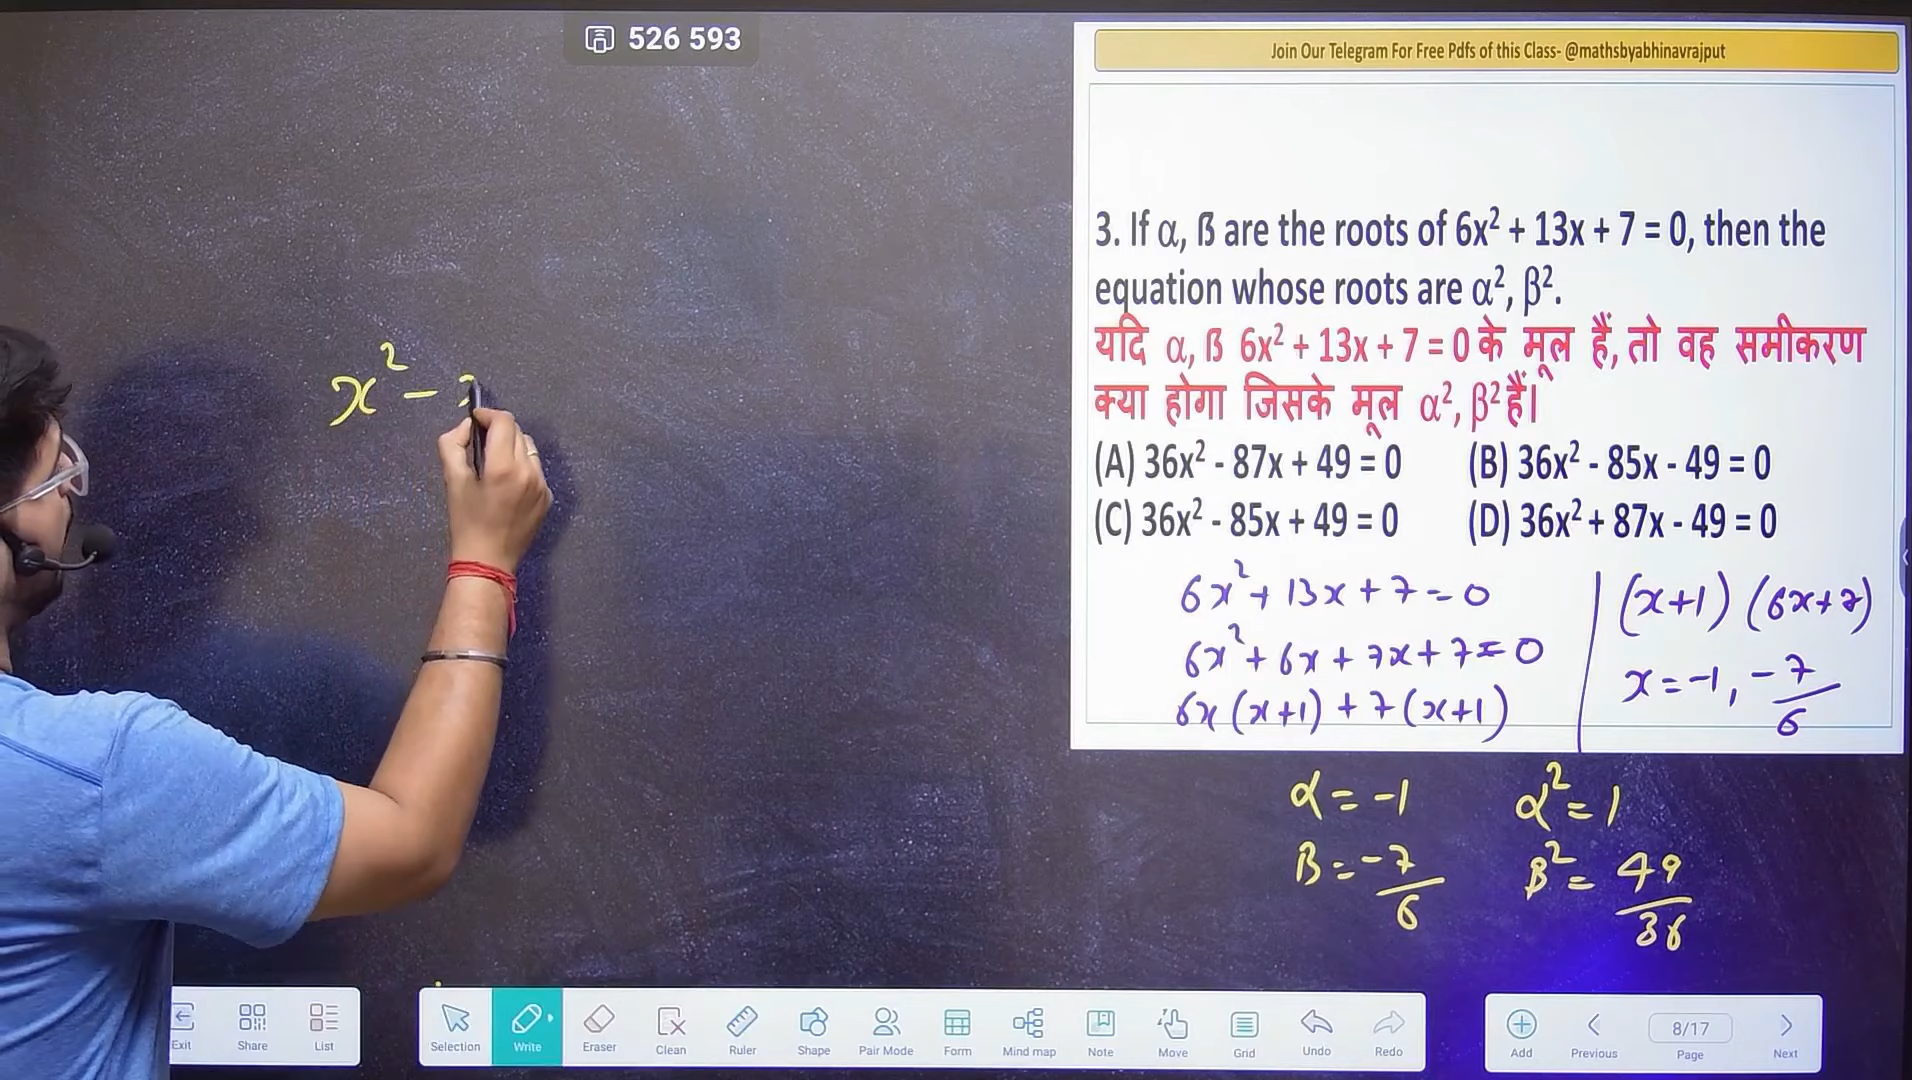 526 593
Join Our Telegram For Free Pdfs of this Class- @mathsbyabhinavrajput
3. If α, ß are the roots of 6x² + 13x + 7 = 0, then the
equation whose roots are α², β².
यदि α, ß 6x² + 13x + 7 = 0 के मूल हैं, तो वह समीकरण
क्या होगा जिसके मूल α², β² हैं।
(A) 36x² - 87x + 49 = 0 (B) 36x² - 85x - 49 = 0
(C) 36x² - 85x + 49 = 0 (D) 36x² + 87x - 49 = 0
6x² + 13x + 7 = 0
6x² + 6x + 7x + 7 = 0
6x (x+1) + 7 (x+1)
(x+1) (6x+7)
x = -1, -7/6
x² -
α = -1
β = -7/6
α² = 1
β² = 49/36
Exit Share List
Selection Write Eraser Clean Ruler Shape Pair Mode Form Mind map Note Move Grid Undo Redo
Add Previous 8/17 Page Next